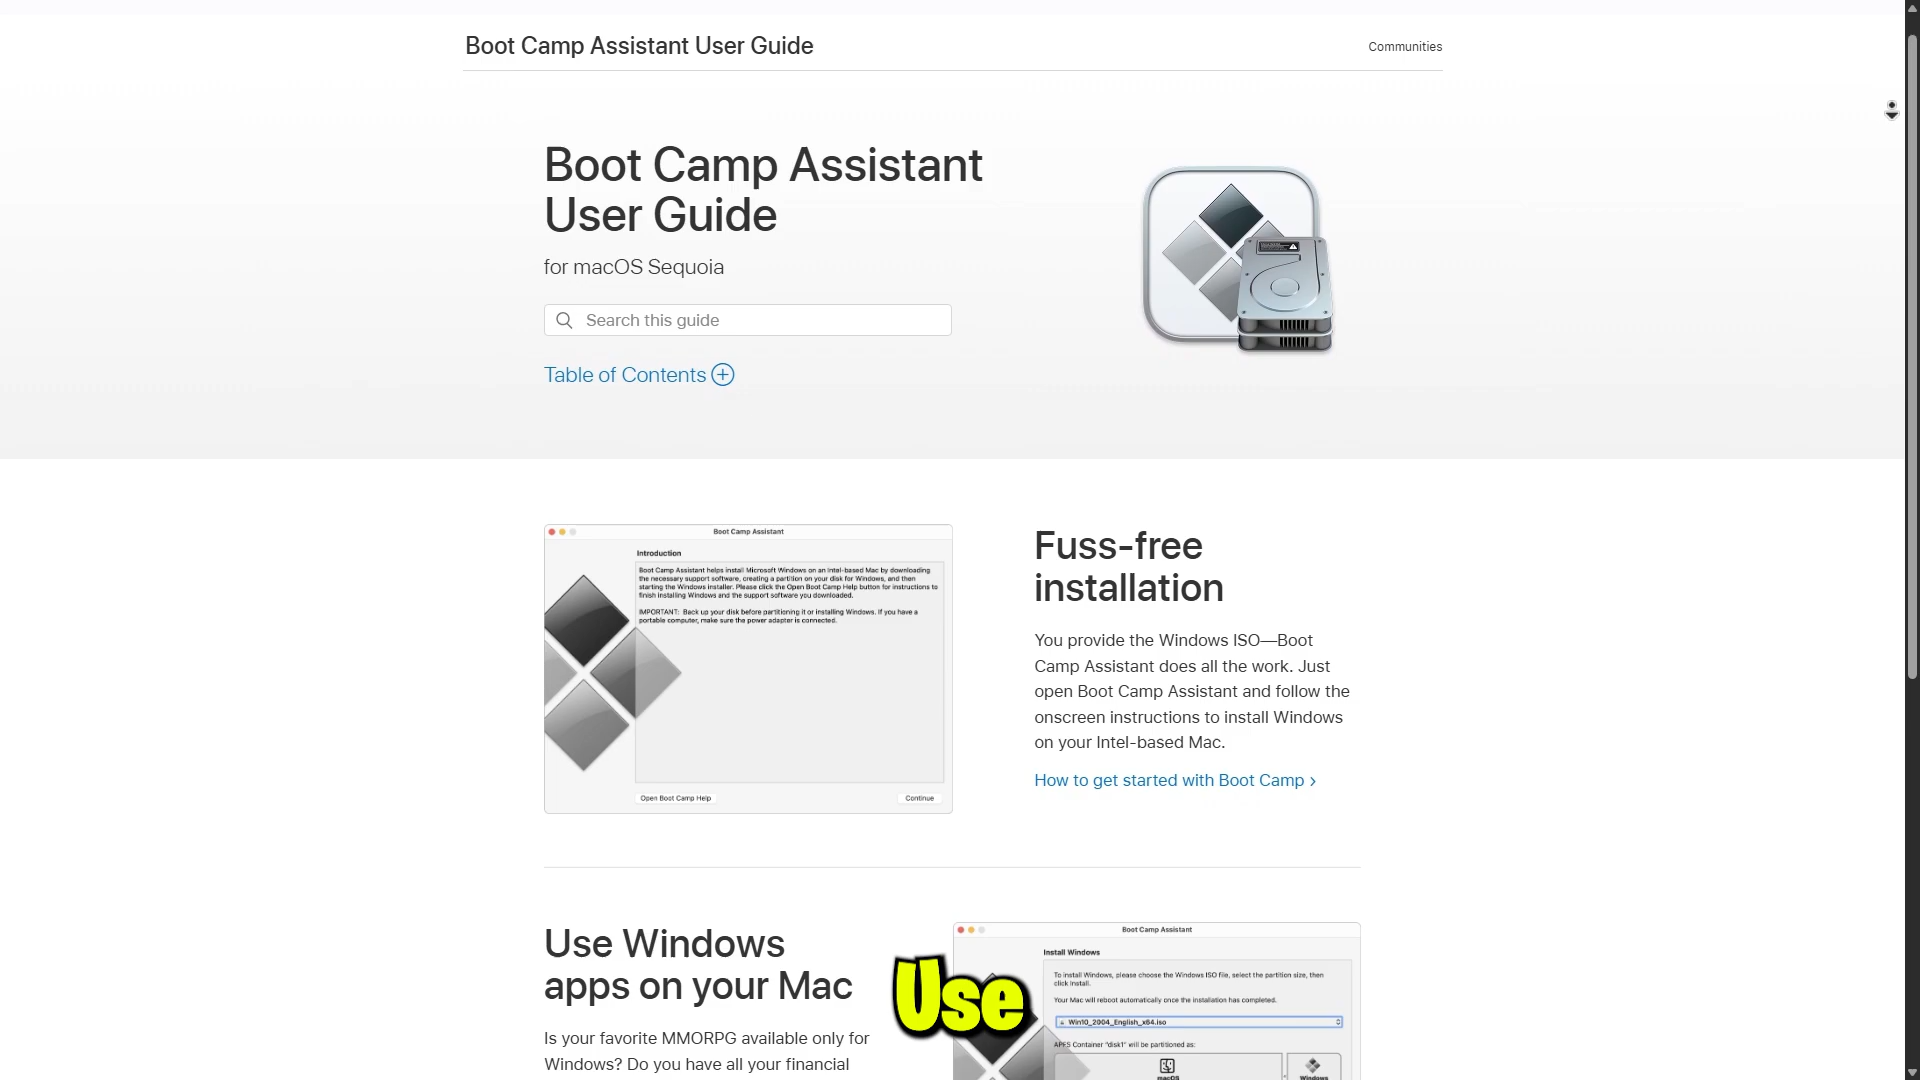 Boot Camp Assistant User Guide
Communities
Boot Camp Assistant
User Guide
for macOS Sequoia
Search this guide
Table of Contents
Boot Camp Assistant
Introduction
Boot Camp Assistant helps install Microsoft Windows on an Intel-based Mac by downloading
the necessary support software, creating a partition on your disk for Windows, and then
starting the Windows installer. Please click the Open Boot Camp Help button for instructions to
finish installing Windows and the support software you downloaded.
IMPORTANT: Back up your disk before partitioning it or installing Windows. If you have a
portable computer, make sure the power adapter is connected.
Open Boot Camp Help
Continue
Fuss-free
installation
You provide the Windows ISO—Boot
Camp Assistant does all the work. Just
open Boot Camp Assistant and follow the
onscreen instructions to install Windows
on your Intel-based Mac.
How to get started with Boot Camp ›
Use Windows
apps on your Mac
Is your favorite MMORPG available only for
Windows? Do you have all your financial
Use
Boot Camp Assistant
Install Windows
To install Windows, please choose the Windows ISO file, select the partition size, then
click Install.
Your Mac will reboot automatically once the installation has completed.
Win10_2004_English_x64.iso
APFS Container "disk1" will be partitioned as:
macOS
Windows